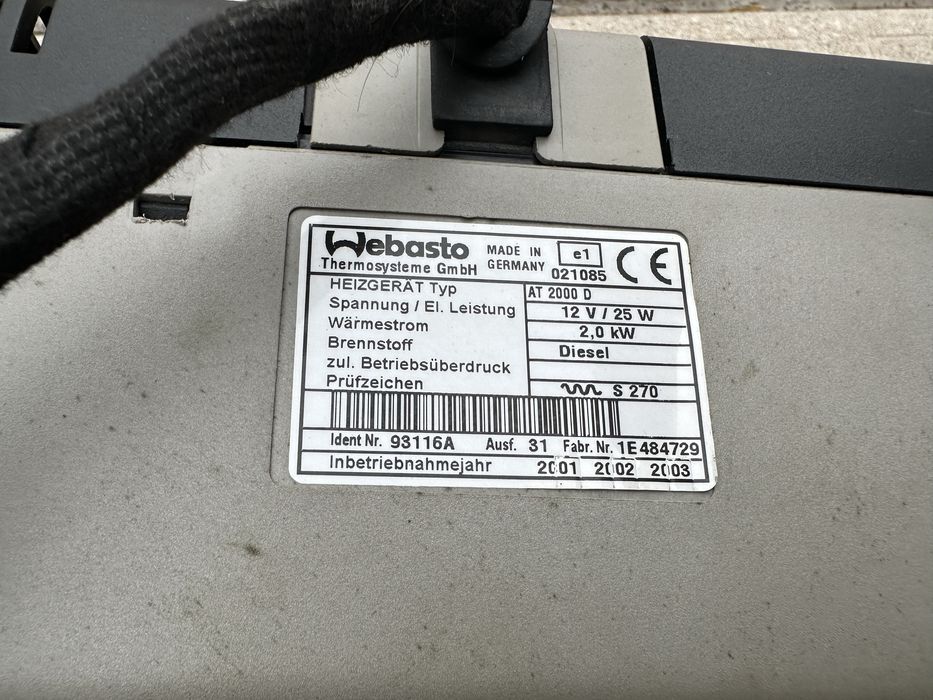 Webasto
Thermosysteme GmbH
MADE IN
GERMANY
e1
021085
CE
HEIZGERÄT Typ AT 2000 D
Spannung / El. Leistung 12 V / 25 W
Wärmestrom 2,0 kW
Brennstoff Diesel
zul. Betriebsüberdruck
Prüfzeichen S 270
Ident Nr. 93116A Ausf. 31 Fabr. Nr. 1E484729
Inbetriebnahmejahr 2001 2002 2003